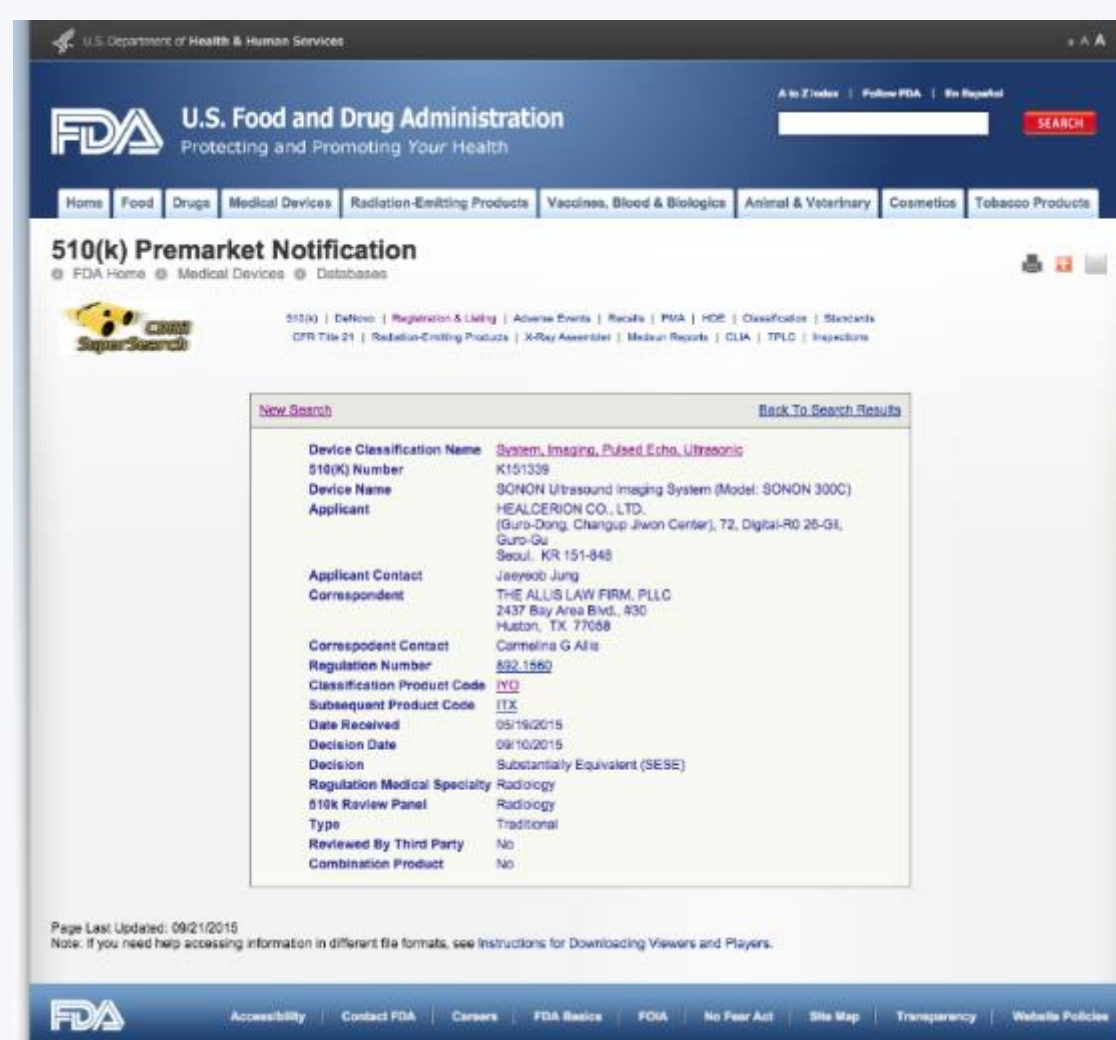 U.S. Department of Health & Human Services
A A A
A to Z Index | Follow FDA | En Español
FDA
U.S. Food and Drug Administration
Protecting and Promoting Your Health
SEARCH
Home Food Drugs Medical Devices Radiation-Emitting Products Vaccines, Blood & Biologics Animal & Veterinary Cosmetics Tobacco Products
510(k) Premarket Notification
FDA Home Medical Devices Databases
CDRH
SuperSearch
510(k) | DeNovo | Registration & Listing | Adverse Events | Recalls | PMA | HDE | Classification | Standards
CFR Title 21 | Radiation-Emitting Products | X-Ray Assembler | Medsun Reports | CLIA | TPLC | Inspections
New Search Back To Search Results
Device Classification Name System, Imaging, Pulsed Echo, Ultrasonic
510(K) Number K151339
Device Name SONON Ultrasound Imaging System (Model: SONON 300C)
Applicant HEALCERION CO., LTD.
(Guro-Dong, Changup Jiwon Center), 72, Digital-R0 26-Gil,
Guro-Gu
Seoul, KR 151-848
Applicant Contact Jaeyeob Jung
Correspondent THE ALLIS LAW FIRM, PLLC
2437 Bay Area Blvd., #30
Huston, TX 77058
Correspodent Contact Carmelina G Allis
Regulation Number 892.1560
Classification Product Code IYO
Subsequent Product Code ITX
Date Received 05/19/2015
Decision Date 09/10/2015
Decision Substantially Equivalent (SESE)
Regulation Medical Specialty Radiology
510k Review Panel Radiology
Type Traditional
Reviewed By Third Party No
Combination Product No
Page Last Updated: 09/21/2015
Note: If you need help accessing information in different file formats, see Instructions for Downloading Viewers and Players.
FDA
Accessibility | Contact FDA | Careers | FDA Basics | FOIA | No Fear Act | Site Map | Transparency | Website Policies